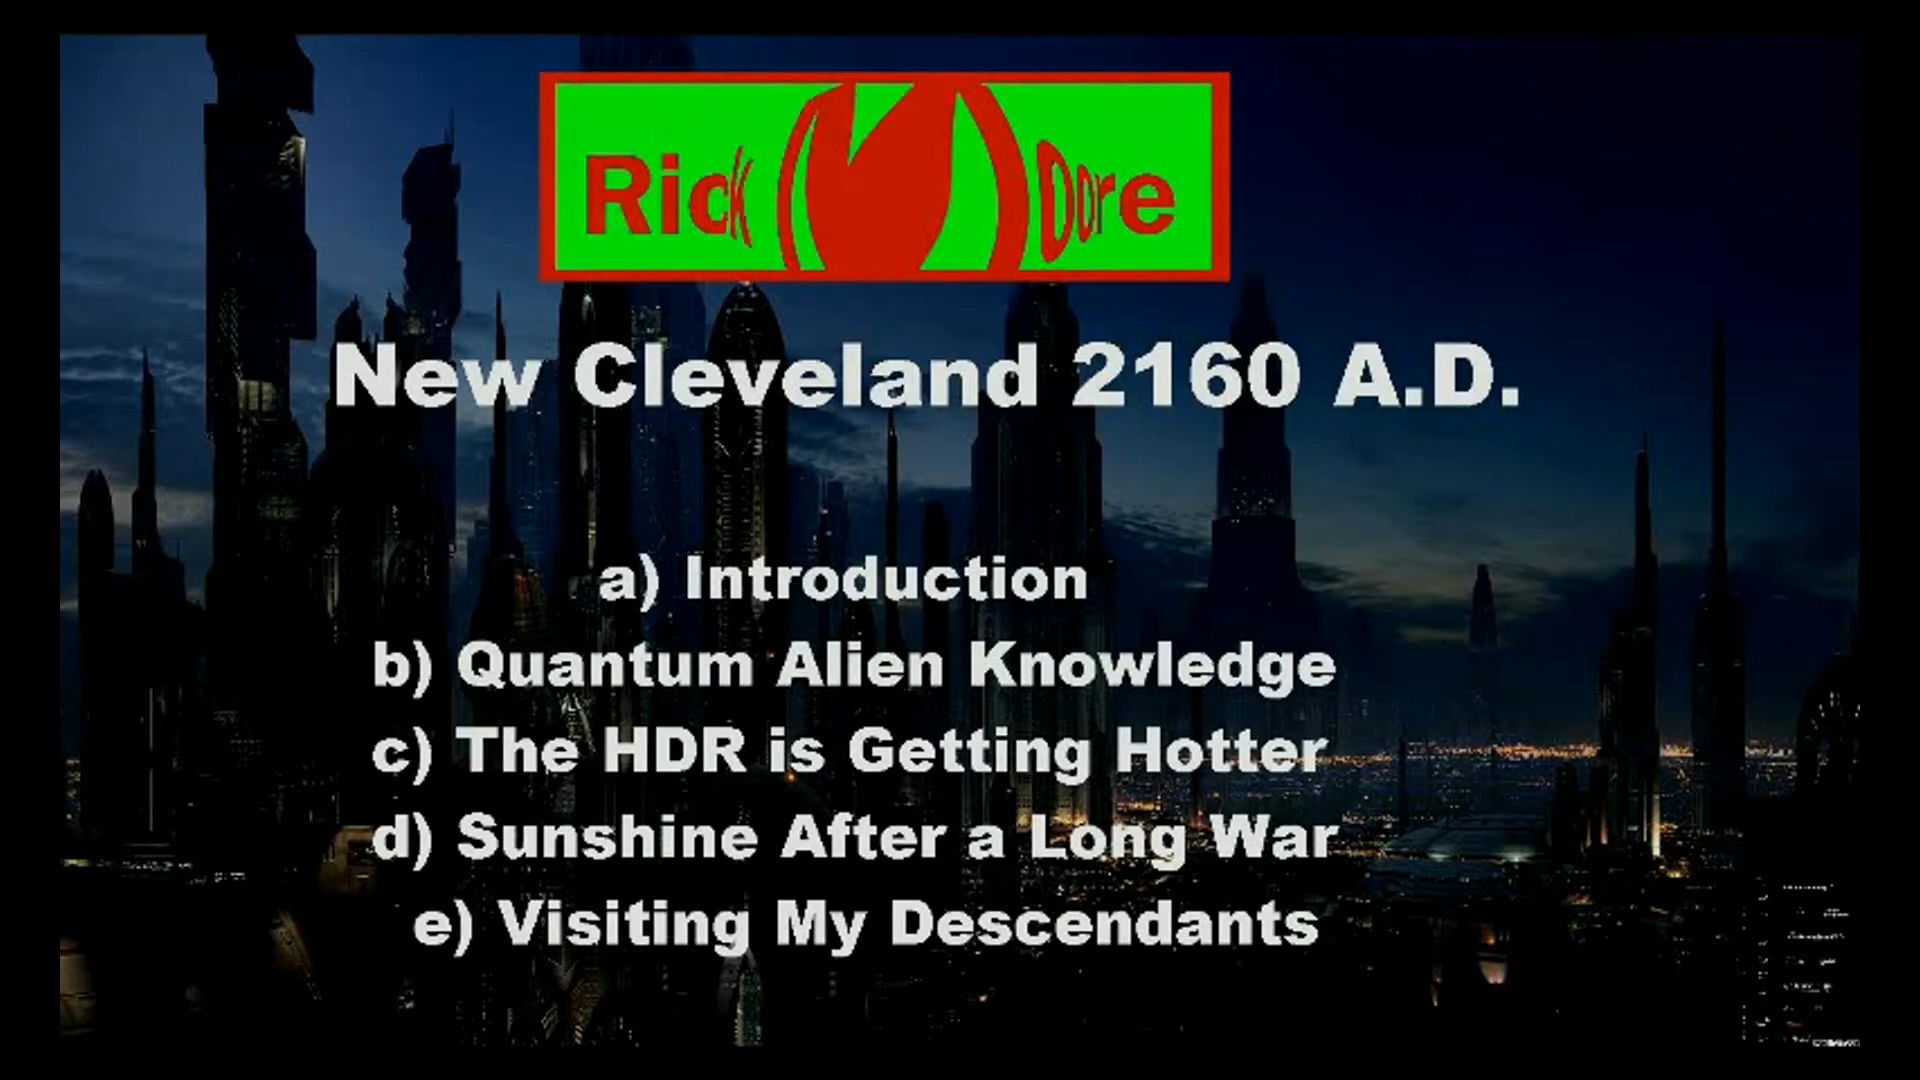 Rick Dore
New Cleveland 2160 A.D.
a) Introduction
b) Quantum Alien Knowledge
c) The HDR is Getting Hotter
d) Sunshine After a Long War
e) Visiting My Descendants